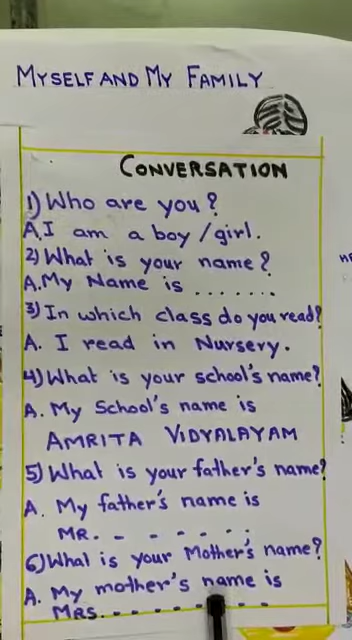 MYSELF AND MY FAMILY
CONVERSATION
1) Who are you?
A. I am a boy/girl.
2) What is your name?
A. My Name is .......
3) In which class do you read?
A. I read in Nursery.
4) What is your school's name?
A. My School's name is
AMRITA VIDYALAYAM
5) What is your father's name?
A. My father's name is
MR. - - - - - - .
6) What is your Mother's name?
A. My mother's name is
MRS. - - - - - - - - -